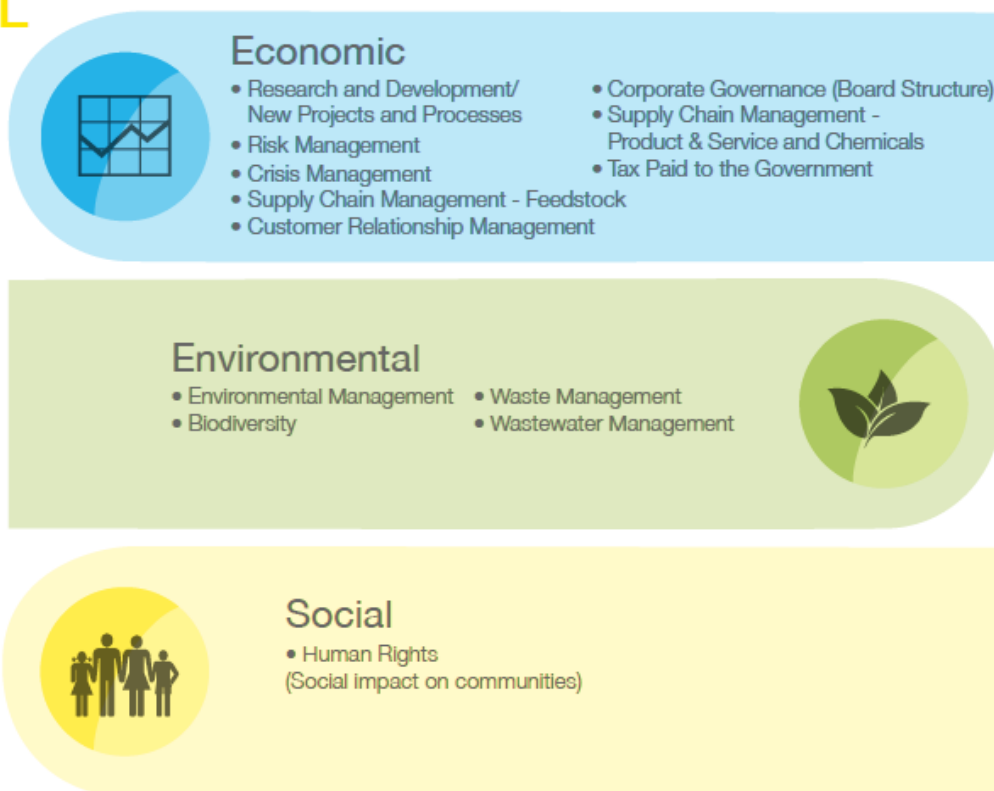 L
Economic
• Research and Development/
New Projects and Processes
• Risk Management
• Crisis Management
• Supply Chain Management - Feedstock
• Customer Relationship Management
• Corporate Governance (Board Structure)
• Supply Chain Management -
Product & Service and Chemicals
• Tax Paid to the Government
Environmental
• Environmental Management
• Biodiversity
• Waste Management
• Wastewater Management
Social
• Human Rights
(Social impact on communities)